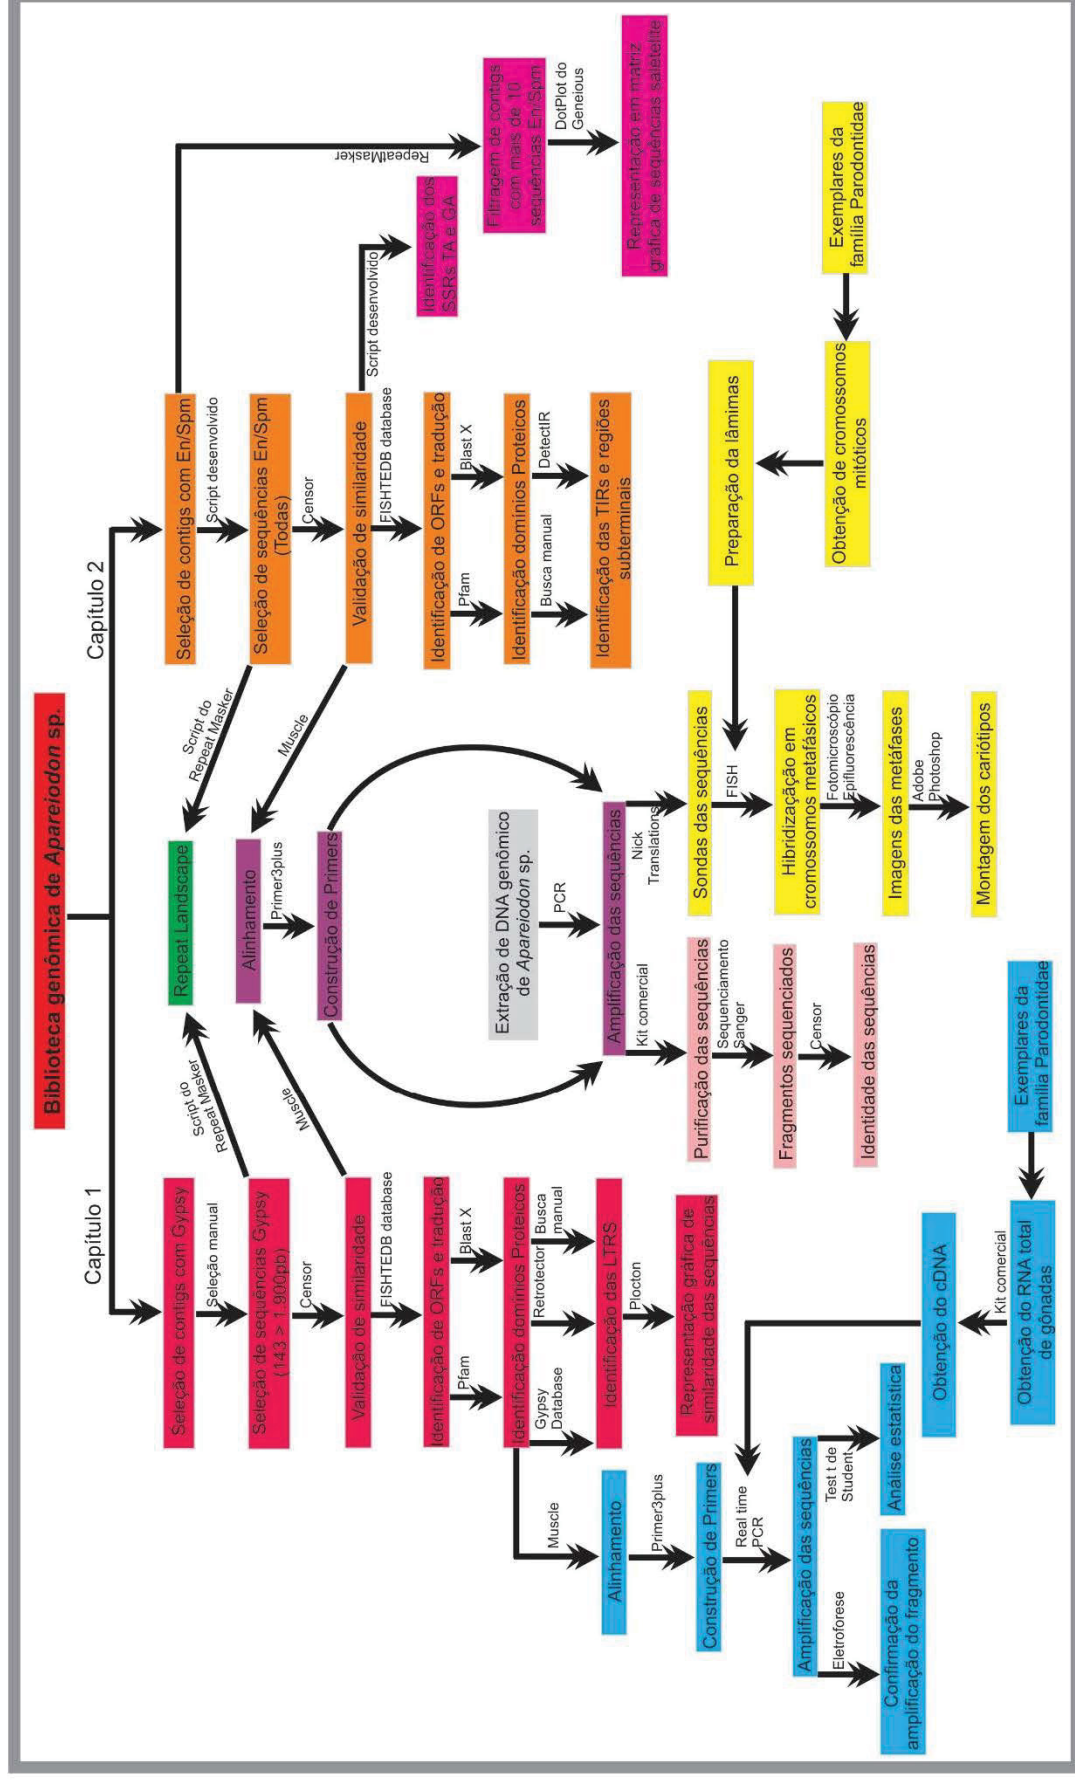 Biblioteca genômica de Apareiodon sp.
Capítulo 1
Capítulo 2
Seleção de contigs com Gypsy
Seleção manual
Seleção de sequências Gypsy
(143 > 1.900pb)
Censor
Validação de similaridade
FISHTEDB database
Identificação de ORFs e tradução
Pfam
Blast X
Identificação domínios Proteicos
Gypsy
Database
Retrotector
Busca
manual
Identificação das LTRS
Plocton
Representação gráfica de
similaridade das sequências
Script do
Repeat Masker
Muscle
Repeat Landscape
Alinhamento
Primer3plus
Construção de Primers
Script do
Repeat Masker
Muscle
Extração de DNA genômico
de Apareiodon sp.
PCR
Amplificação das sequências
Kit comercial
Nick
Translations
Purificação das sequências
Sequenciamento
Sanger
Fragmentos sequenciados
Censor
Identidade das sequências
Sondas das sequências
FISH
Hibridização em
cromossomos metafásicos
Fotomicroscópio
Epifluorescência
Imagens das metáfases
Adobe
Photoshop
Montagem dos cariótipos
Seleção de contigs com En/Spm
Script desenvolvido
Seleção de sequências En/Spm
(Todas)
Censor
Validação de similaridade
FISHTEDB database
Identificação de ORFs e tradução
Pfam
Blast X
Identificação domínios Proteicos
Busca manual
DetectIR
Identificação das TIRs e regiões
subterminais
Script desenvolvido
Identificação dos
SSRs TA e GA
RepeatMasker
Filtragem de contigs
com mais de 10
sequências En/Spm
DotPlot do
Geneious
Representação em matriz
gráfica de sequências saletelite
Preparação da lâmimas
Obtenção de cromossomos
mitóticos
Exemplares da
família Parodontidae
Muscle
Alinhamento
Primer3plus
Construção de Primers
Real time
PCR
Amplificação das sequências
Eletroforese
Test t de
Student
Confirmação da
amplificação do fragmento
Análise estatística
Obtenção do cDNA
Kit comercial
Obtenção do RNA total
de gônadas
Exemplares da
família Parodontidae